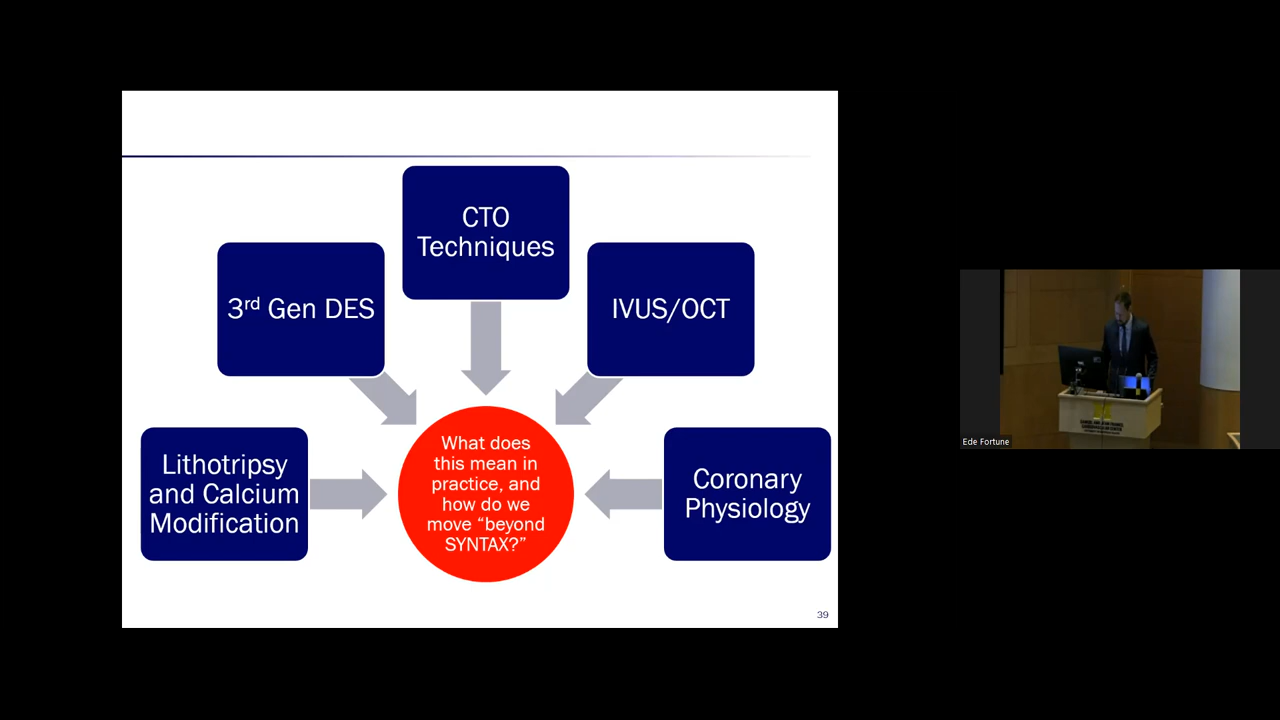 CTO
Techniques
3rd Gen DES
IVUS/OCT
Lithotripsy
and Calcium
Modification
What does
this mean in
practice, and
how do we
move “beyond
SYNTAX?”
Coronary
Physiology
39
Ede Fortune